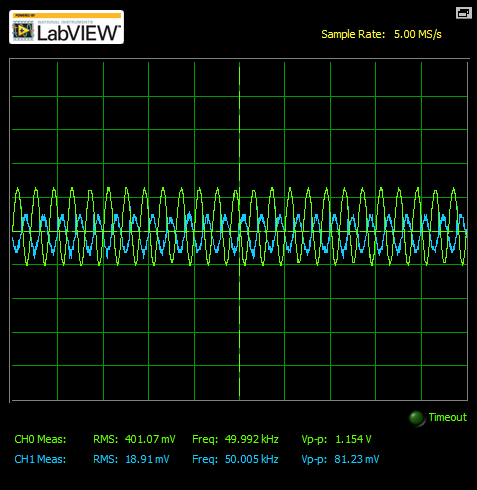 POWERED BY
NATIONAL INSTRUMENTS
LabVIEW™
Sample Rate: 5.00 MS/s
Timeout
CH0 Meas: RMS: 401.07 mV Freq: 49.992 kHz Vp-p: 1.154 V
CH1 Meas: RMS: 18.91 mV Freq: 50.005 kHz Vp-p: 81.23 mV